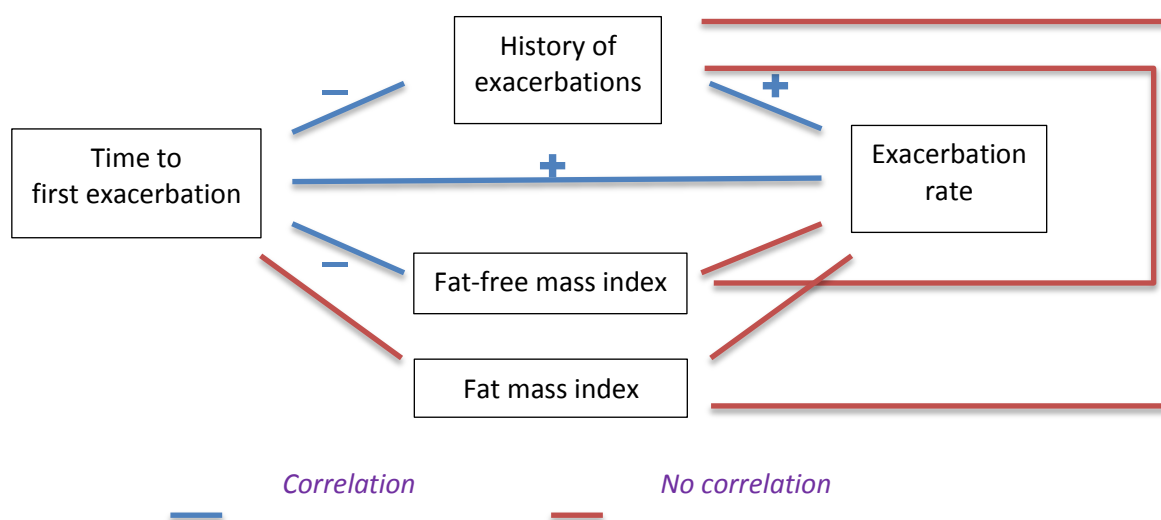 History of
exacerbations
Time to
first exacerbation
Exacerbation
rate
Fat-free mass index
Fat mass index
Correlation
No correlation